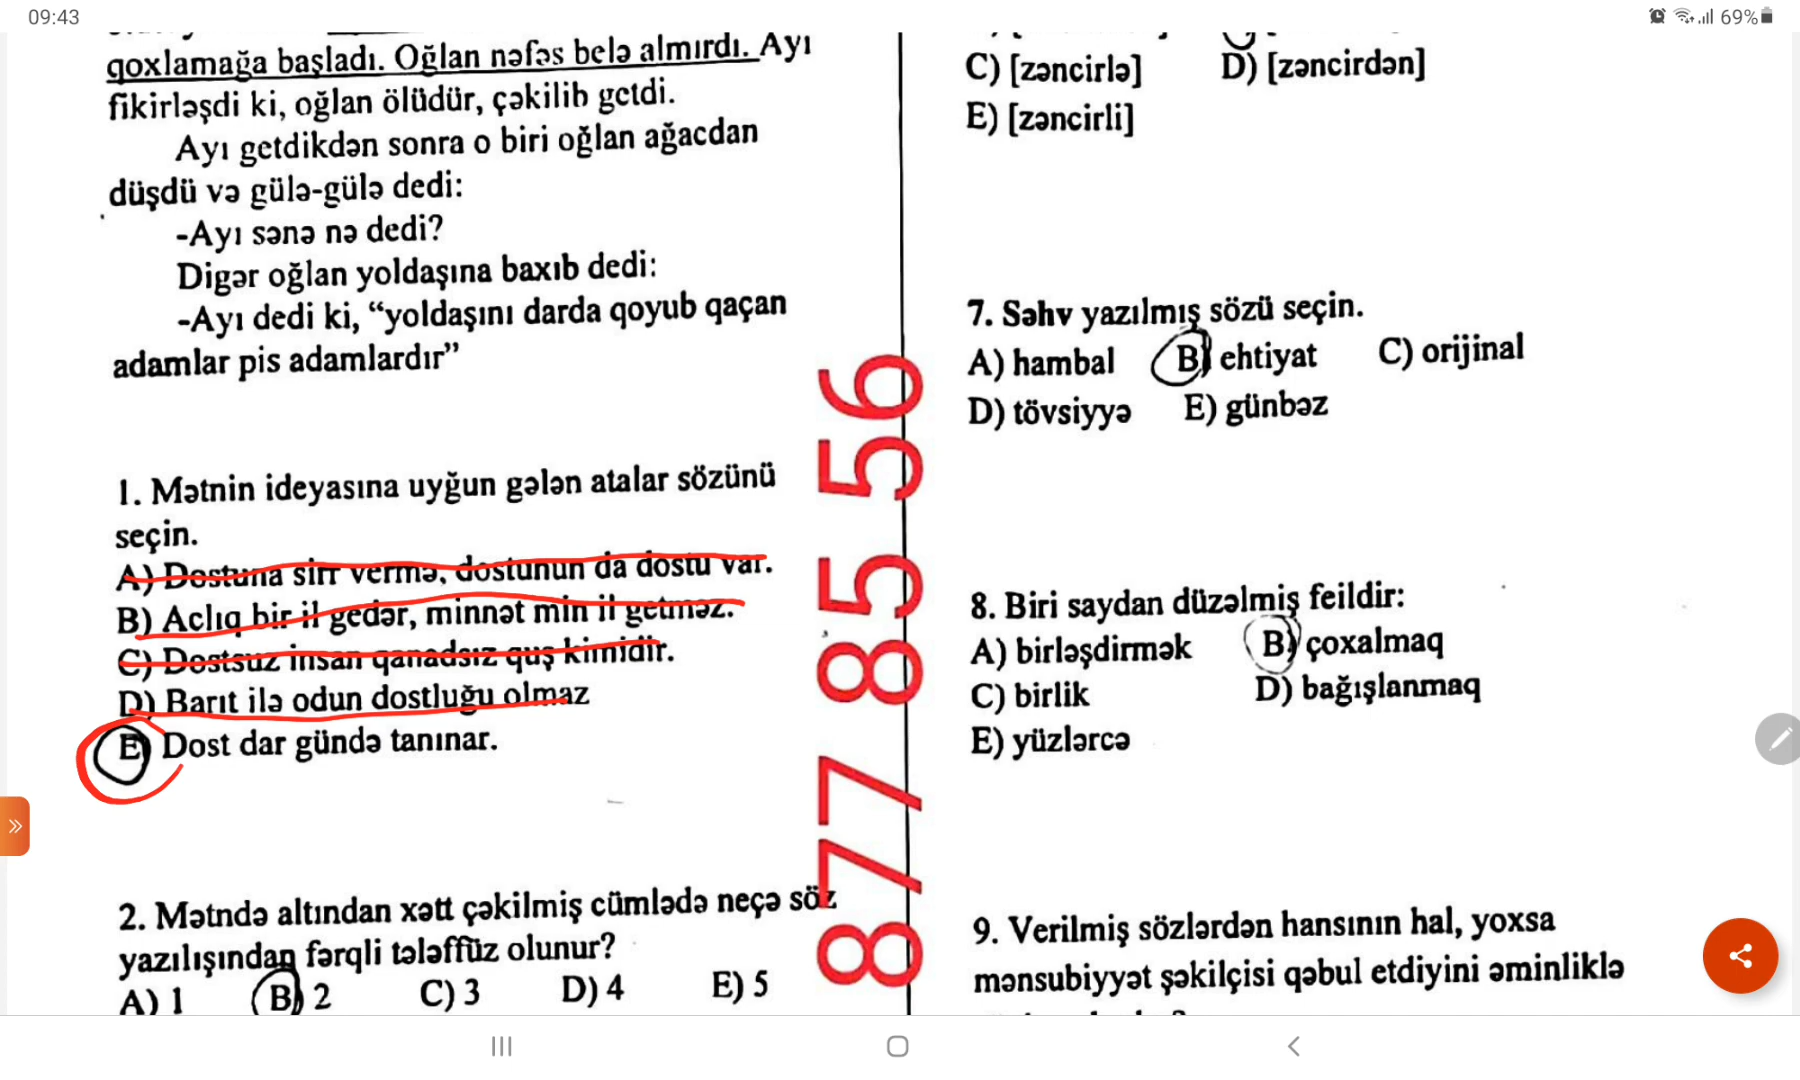 09:43
69%
qoxlamağa başladı. Oğlan nəfəs belə almırdı. Ayı
fikirləşdi ki, oğlan ölüdür, çəkilib getdi.
Ayı getdikdən sonra o biri oğlan ağacdan
düşdü və gülə-gülə dedi:
-Ayı sənə nə dedi?
Digər oğlan yoldaşına baxıb dedi:
-Ayı dedi ki, “yoldaşını darda qoyub qaçan
adamlar pis adamlardır”
1. Mətnin ideyasına uyğun gələn atalar sözünü
seçin.
A) Dostuna sirr vermə, dostunun da dostu var.
B) Aclıq bir il gedər, minnət min il getməz.
C) Dostsuz insan qanadsız quş kimidir.
D) Barıt ilə odun dostluğu olmaz
E) Dost dar gündə tanınar.
2. Mətndə altından xətt çəkilmiş cümlədə neçə söz
yazılışından fərqli tələffüz olunur?
A) 1 B) 2 C) 3 D) 4 E) 5
877 85 56
C) [zəncirlə] D) [zəncirdən]
E) [zəncirli]
7. Səhv yazılmış sözü seçin.
A) hambal B) ehtiyat C) orijinal
D) tövsiyyə E) günbəz
8. Biri saydan düzəlmiş feildir:
A) birləşdirmək B) çoxalmaq
C) birlik D) bağışlanmaq
E) yüzlərcə
9. Verilmiş sözlərdən hansının hal, yoxsa
mənsubiyyət şəkilçisi qəbul etdiyini əminliklə